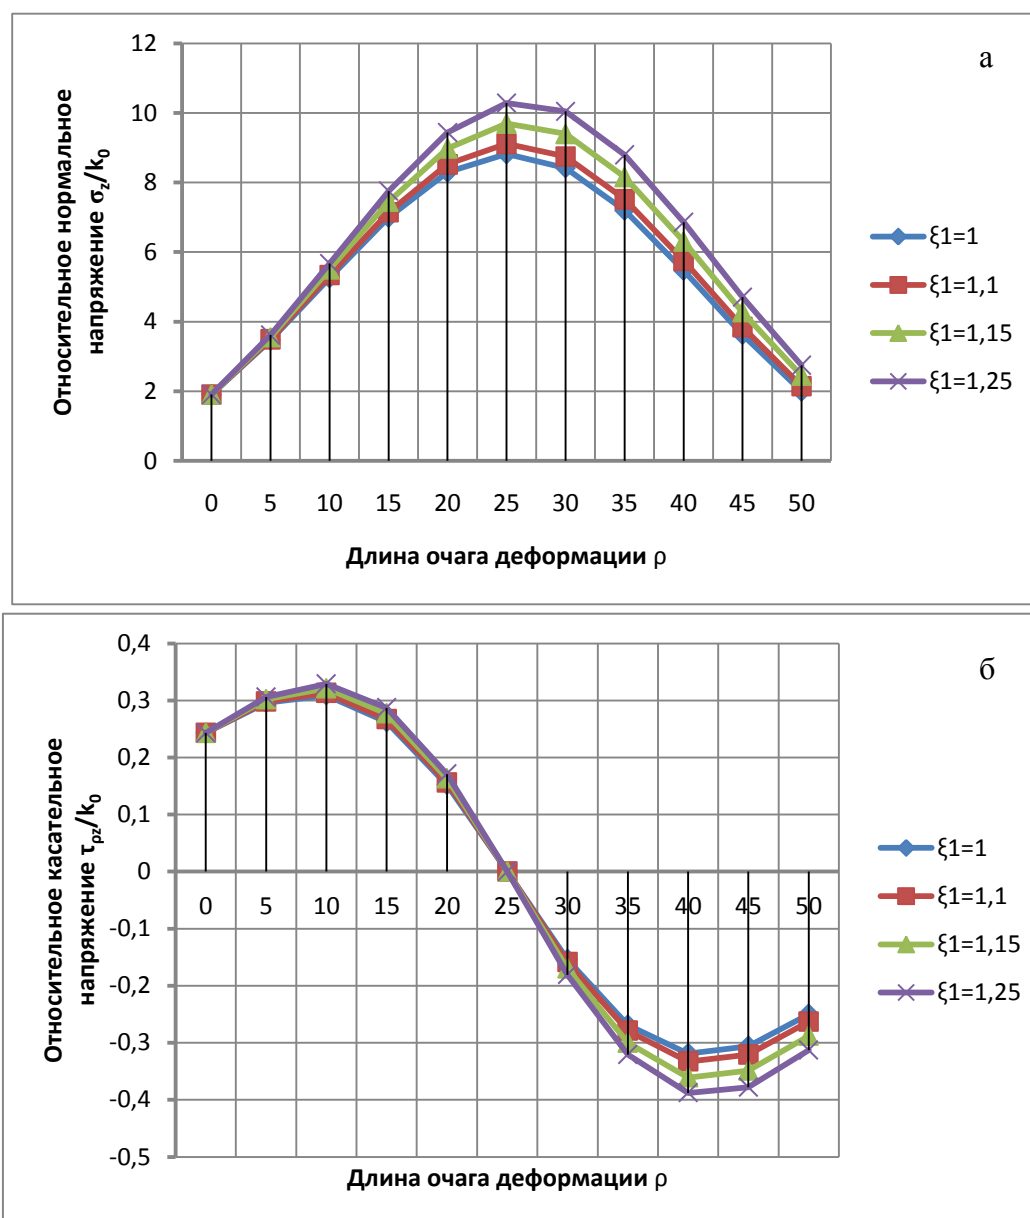 а
Относительное нормальное
напряжение σz/k0
12
10
8
6
4
2
0
0 5 10 15 20 25 30 35 40 45 50
Длина очага деформации ρ
ξ1=1
ξ1=1,1
ξ1=1,15
ξ1=1,25
б
Относительное касательное
напряжение τρz/k0
0,4
0,3
0,2
0,1
0
-0,1
-0,2
-0,3
-0,4
-0,5
0 5 10 15 20 25 30 35 40 45 50
Длина очага деформации ρ
ξ1=1
ξ1=1,1
ξ1=1,15
ξ1=1,25